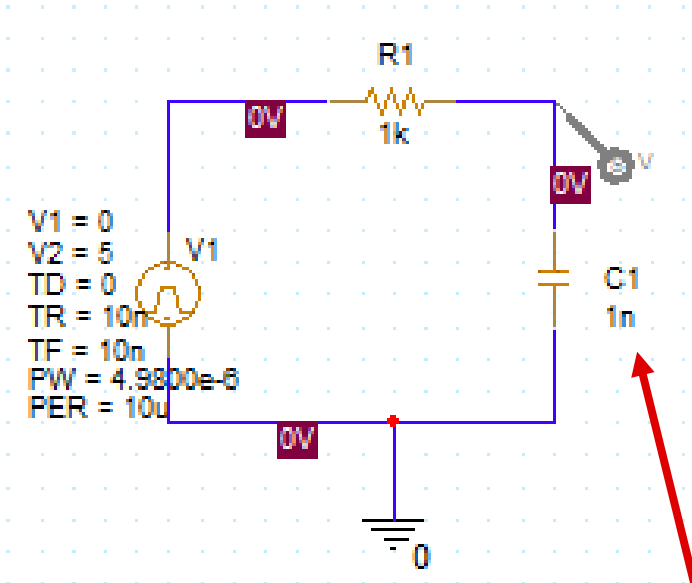 R1
0V
1k
V
0V
V1 = 0
V2 = 5
TD = 0
TR = 10n
TF = 10n
PW = 4.9800e-6
PER = 10u
V1
C1
1n
0V
0